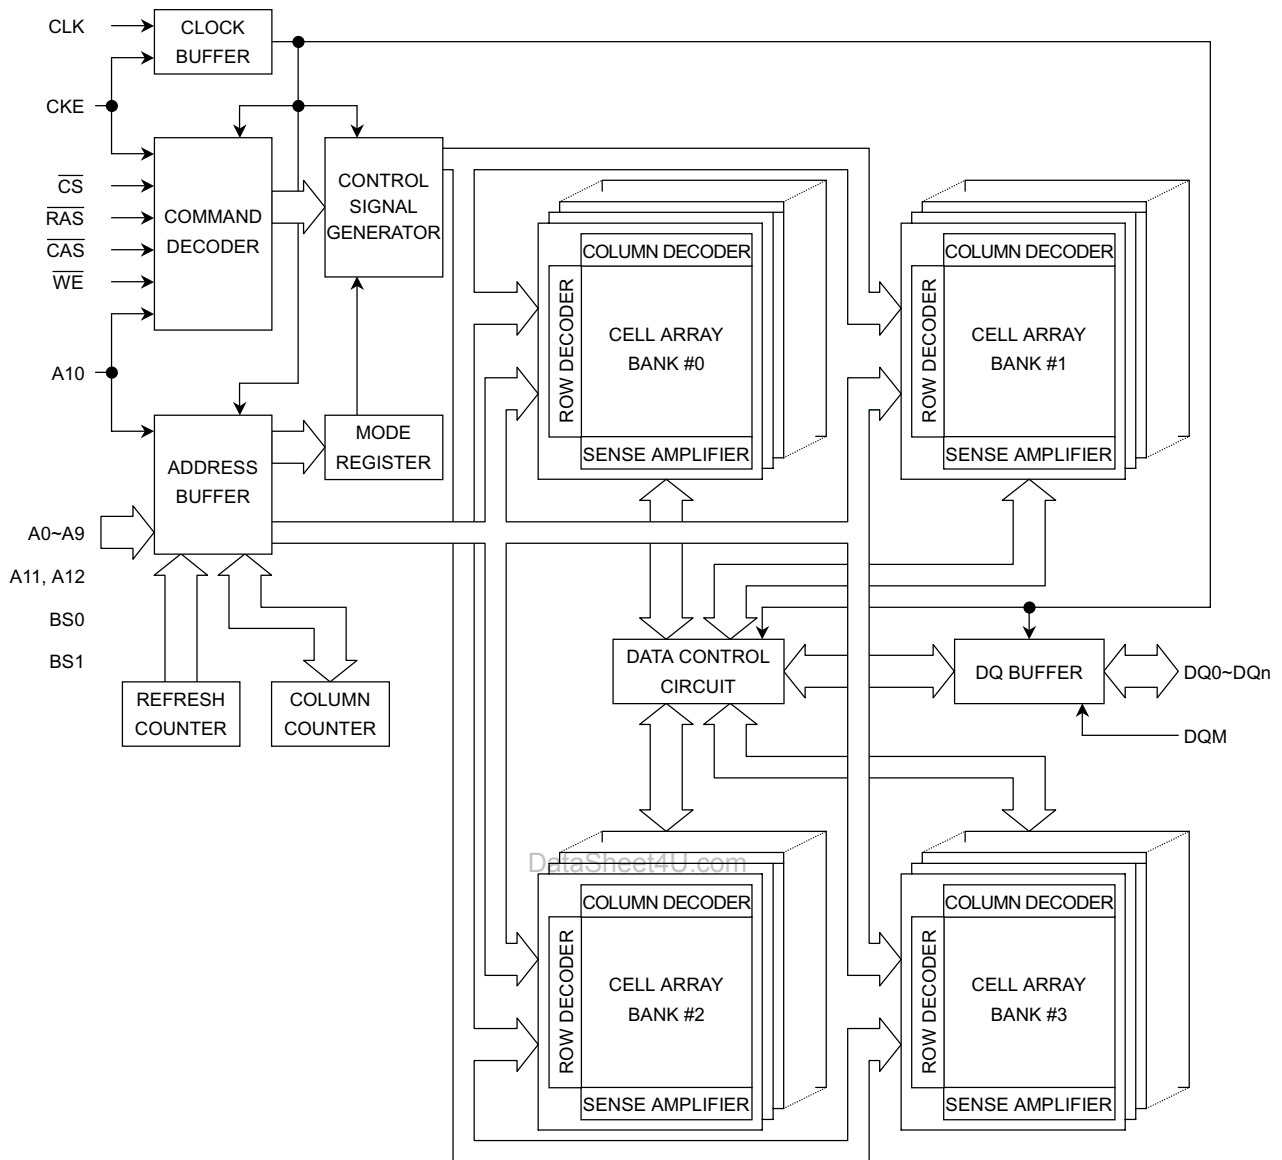 CLK
CLOCK
BUFFER
CKE
CS
RAS
CAS
WE
COMMAND
DECODER
CONTROL
SIGNAL
GENERATOR
A10
ADDRESS
BUFFER
MODE
REGISTER
A0~A9
A11, A12
BS0
BS1
REFRESH
COUNTER
COLUMN
COUNTER
COLUMN DECODER
ROW DECODER
CELL ARRAY
BANK #0
SENSE AMPLIFIER
COLUMN DECODER
ROW DECODER
CELL ARRAY
BANK #1
SENSE AMPLIFIER
DATA CONTROL
CIRCUIT
DQ BUFFER
DQ0~DQn
DQM
DataSheet4U.com
COLUMN DECODER
ROW DECODER
CELL ARRAY
BANK #2
SENSE AMPLIFIER
COLUMN DECODER
ROW DECODER
CELL ARRAY
BANK #3
SENSE AMPLIFIER